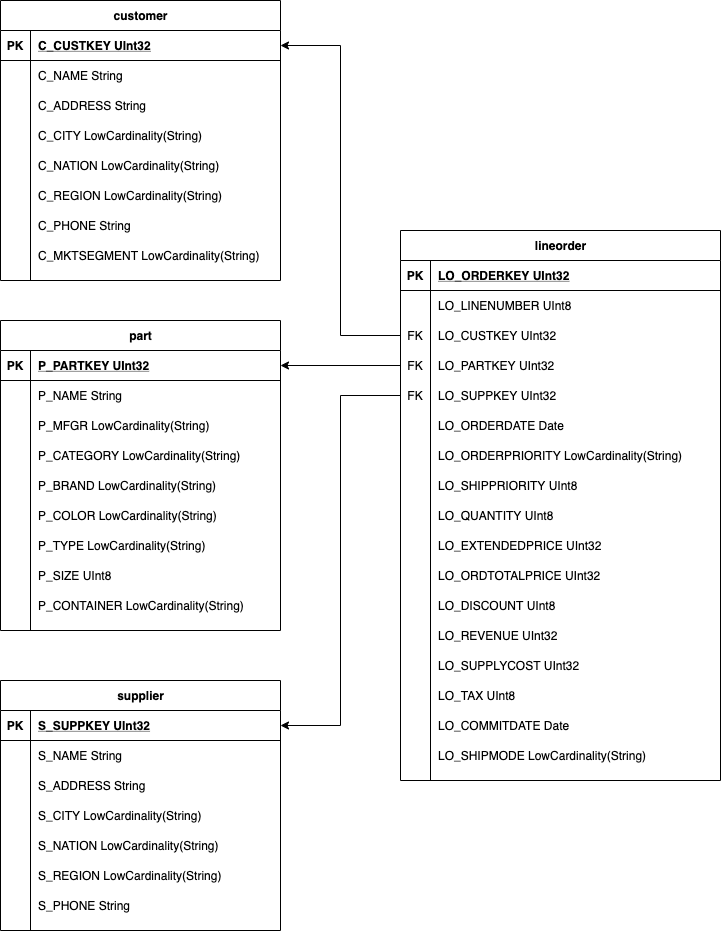 customer
PK C_CUSTKEY UInt32
C_NAME String
C_ADDRESS String
C_CITY LowCardinality(String)
C_NATION LowCardinality(String)
C_REGION LowCardinality(String)
C_PHONE String
C_MKTSEGMENT LowCardinality(String)
part
PK P_PARTKEY UInt32
P_NAME String
P_MFGR LowCardinality(String)
P_CATEGORY LowCardinality(String)
P_BRAND LowCardinality(String)
P_COLOR LowCardinality(String)
P_TYPE LowCardinality(String)
P_SIZE UInt8
P_CONTAINER LowCardinality(String)
supplier
PK S_SUPPKEY UInt32
S_NAME String
S_ADDRESS String
S_CITY LowCardinality(String)
S_NATION LowCardinality(String)
S_REGION LowCardinality(String)
S_PHONE String
lineorder
PK LO_ORDERKEY UInt32
LO_LINENUMBER UInt8
FK LO_CUSTKEY UInt32
FK LO_PARTKEY UInt32
FK LO_SUPPKEY UInt32
LO_ORDERDATE Date
LO_ORDERPRIORITY LowCardinality(String)
LO_SHIPPRIORITY UInt8
LO_QUANTITY UInt8
LO_EXTENDEDPRICE UInt32
LO_ORDTOTALPRICE UInt32
LO_DISCOUNT UInt8
LO_REVENUE UInt32
LO_SUPPLYCOST UInt32
LO_TAX UInt8
LO_COMMITDATE Date
LO_SHIPMODE LowCardinality(String)